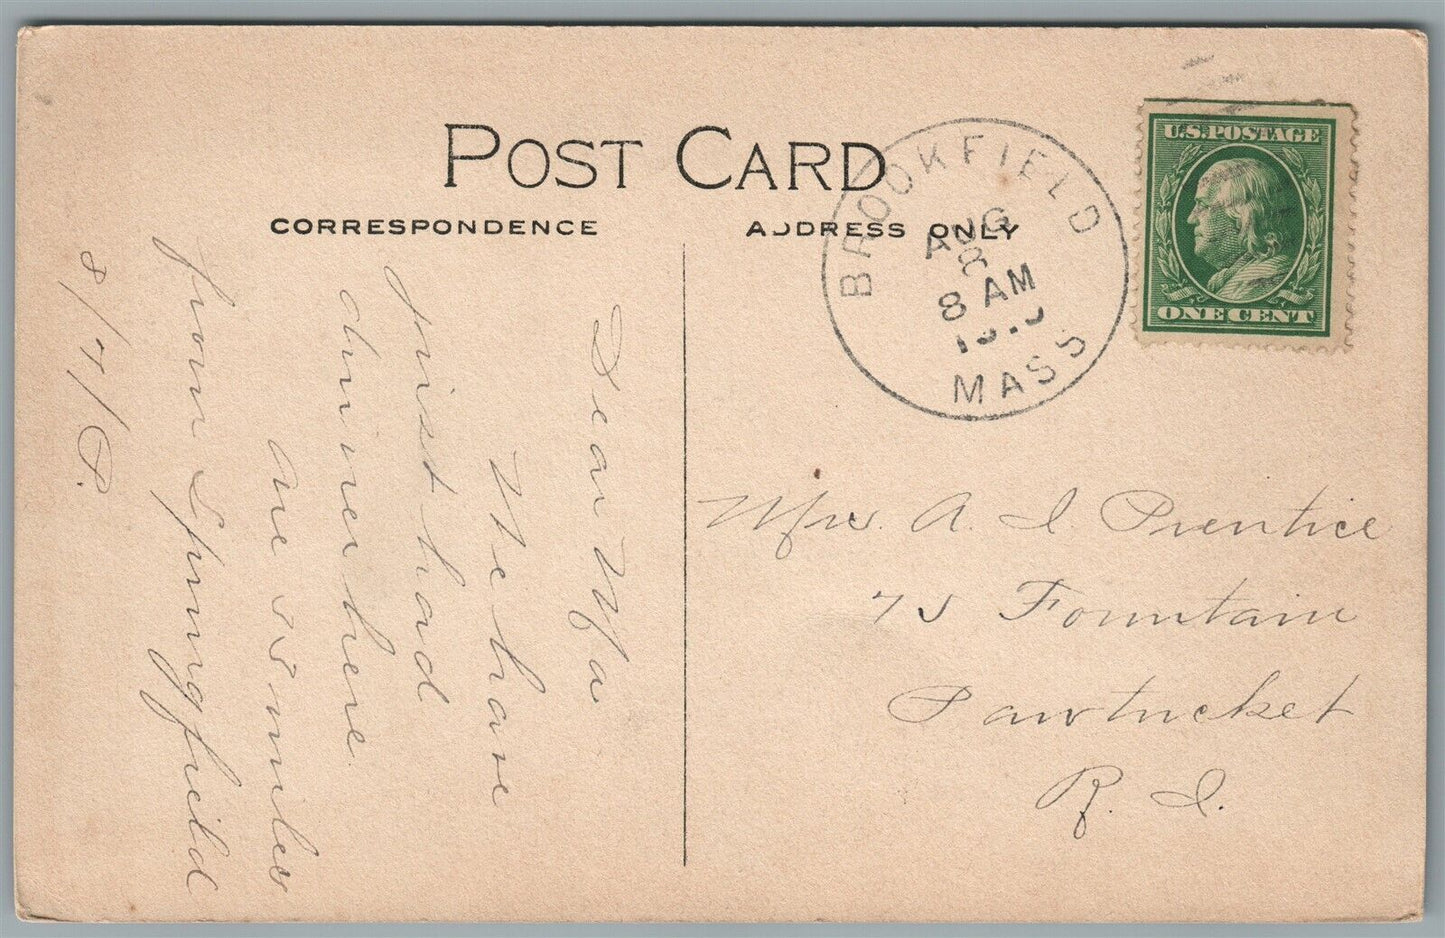 POST CARD
CORRESPONDENCE
ADDRESS ONLY
BROOKFIELD
AUG
8
8 AM
MASS
U.S. POSTAGE
ONE CENT
Dear Ma
We have
just had
dinner here.
are 25 miles
from Springfield
8/7/
Mrs. A. I. Prentice
75 Fountain
Pawtucket
R. I.